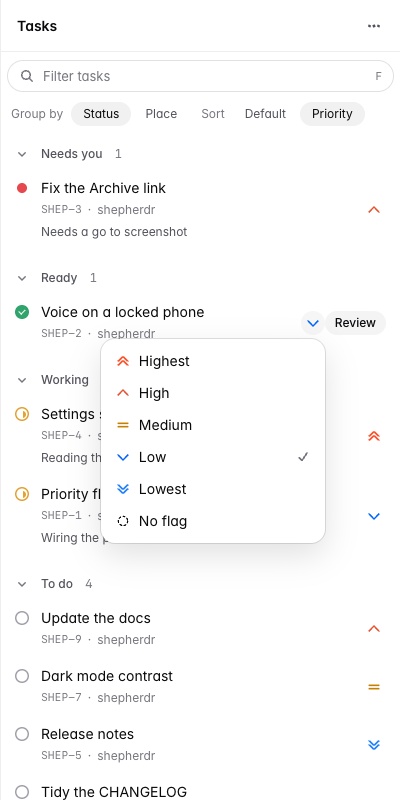 Tasks
Filter tasks F
Group by Status Place Sort Default Priority
Needs you 1
Fix the Archive link
SHEP-3 · shepherdr
Needs a go to screenshot
Ready 1
Voice on a locked phone
SHEP-2 · shepherdr
Review
Highest
High
Medium
Low
Lowest
No flag
Working
Settings
SHEP-4 ·
Reading
Priority
SHEP-1 ·
Wiring the
To do 4
Update the docs
SHEP-9 · shepherdr
Dark mode contrast
SHEP-7 · shepherdr
Release notes
SHEP-5 · shepherdr
Tidy the CHANGELOG